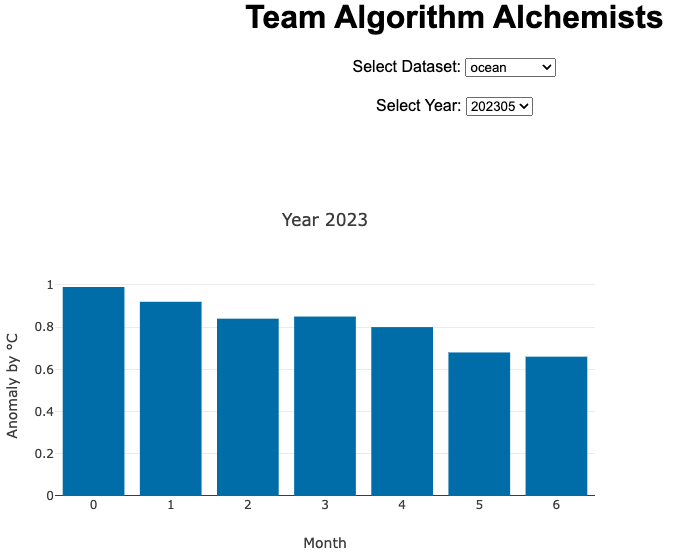 Team Algorithm Alchemists
Select Dataset: ocean
Select Year: 202305
Year 2023
Anomaly by °C
1
0.8
0.6
0.4
0.2
0
0 1 2 3 4 5 6
Month